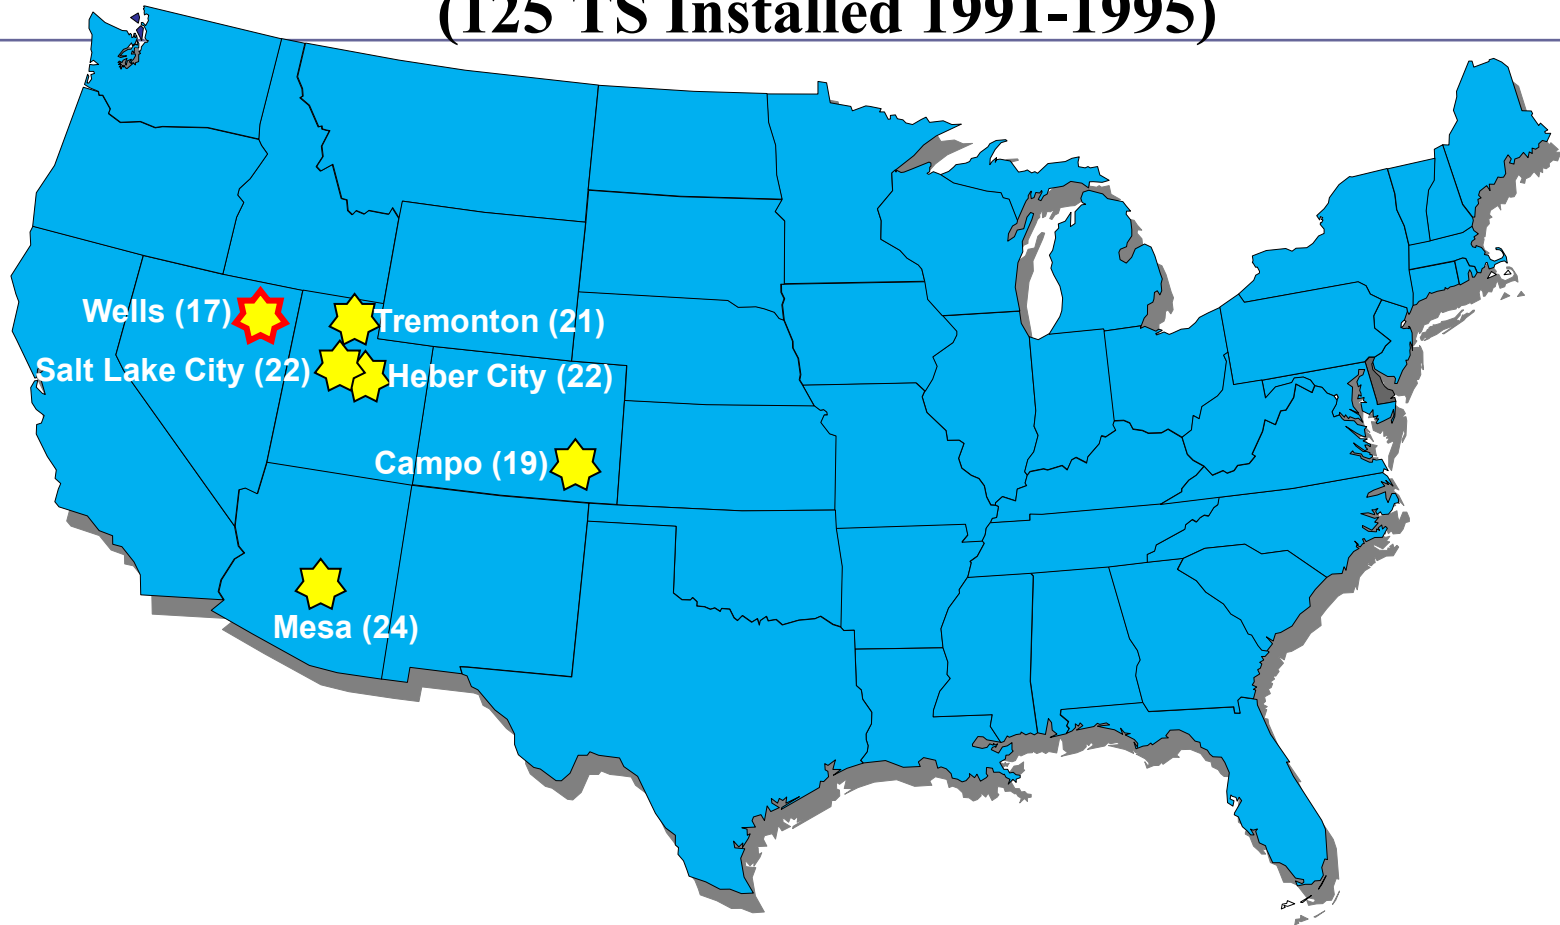 (125 TS Installed 1991-1995)
Wells (17)
Tremonton (21)
Salt Lake City (22)
Heber City (22)
Campo (19)
Mesa (24)